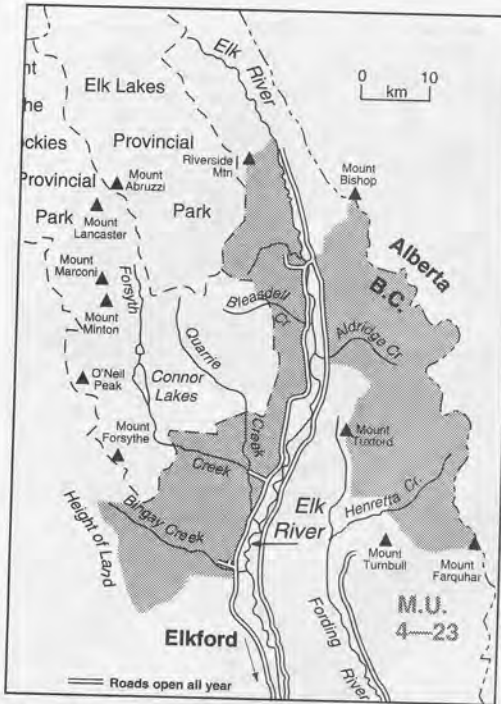 Elk
River
0 10
km
nt
he
ckies
Provincial
Park
Elk Lakes
Provincial
Park
Riverside
Mtn
Mount
Abruzzi
Mount
Lancaster
Mount
Bishop
Alberta
B.C.
Mount
Marconi
Mount
Minton
Forsyth
Bleasdell
Cr
Aldridge Cr
Quarrie
Creek
O'Neil
Peak
Connor
Lakes
Mount
Forsythe
Creek
Mount
Tuxford
Height of Land
Bingay Creek
Elk
River
Henretta Cr.
Mount
Turnbull
Mount
Farquhar
Fording
River
M.U.
4—23
Elkford
Roads open all year